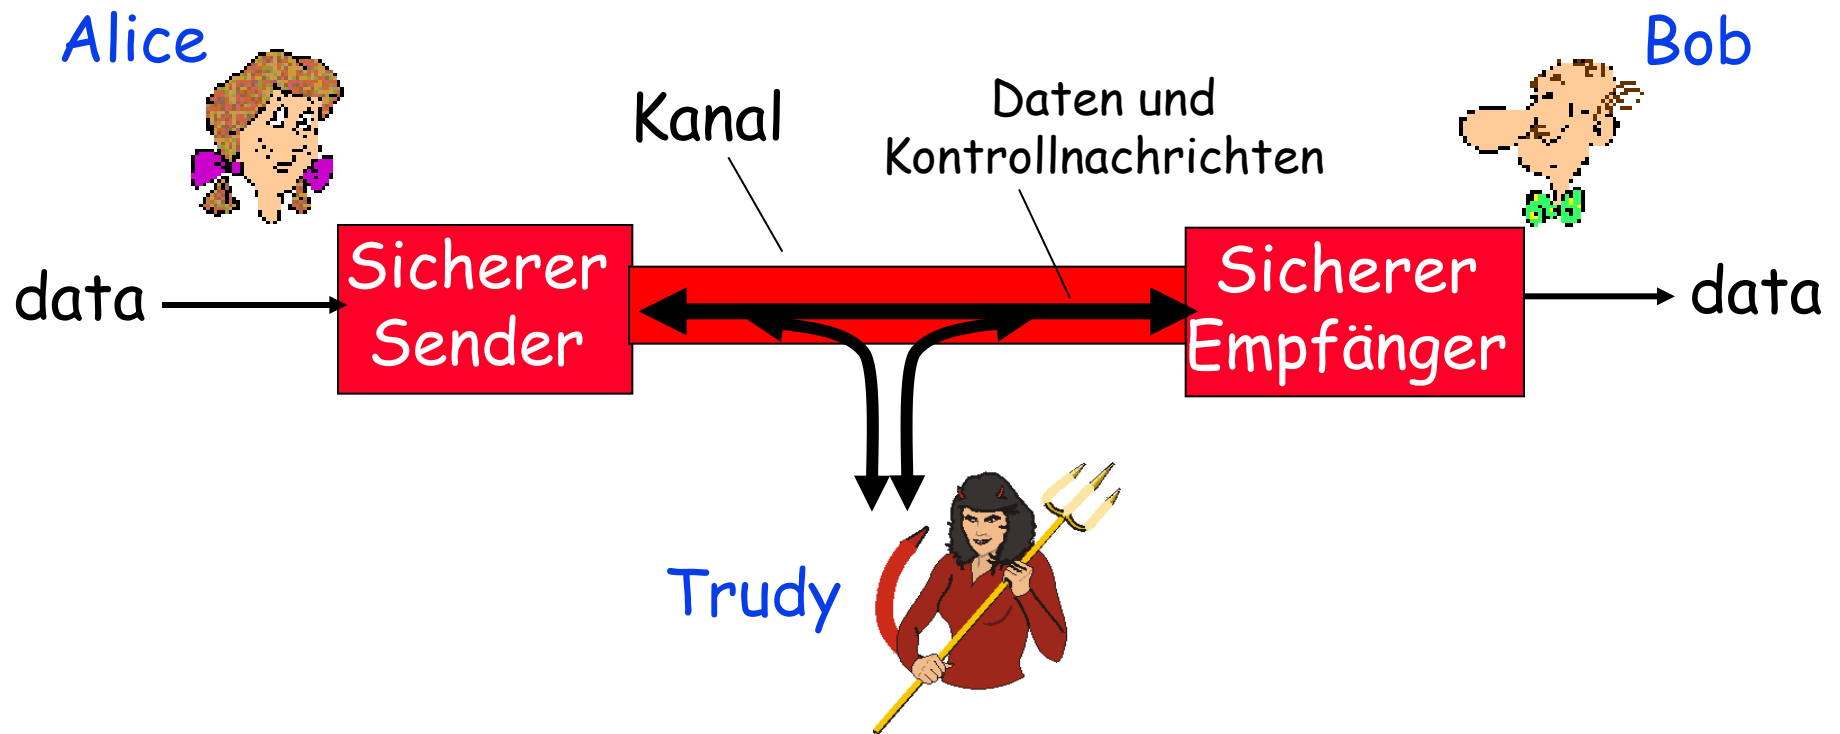 Alice
Bob
Kanal
Daten und
Kontrollnachrichten
data
Sicherer
Sender
Sicherer
Empfänger
data
Trudy